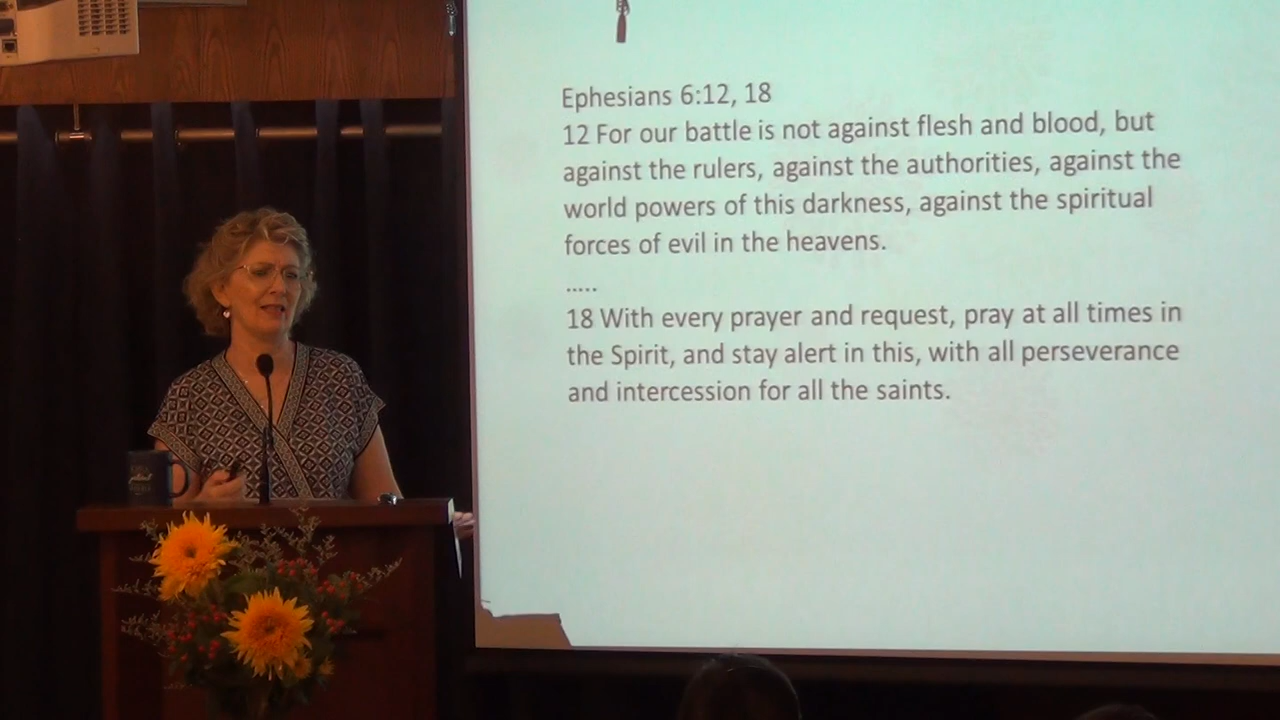 Ephesians 6:12, 18
12 For our battle is not against flesh and blood, but
against the rulers, against the authorities, against the
world powers of this darkness, against the spiritual
forces of evil in the heavens.
.....
18 With every prayer and request, pray at all times in
the Spirit, and stay alert in this, with all perseverance
and intercession for all the saints.